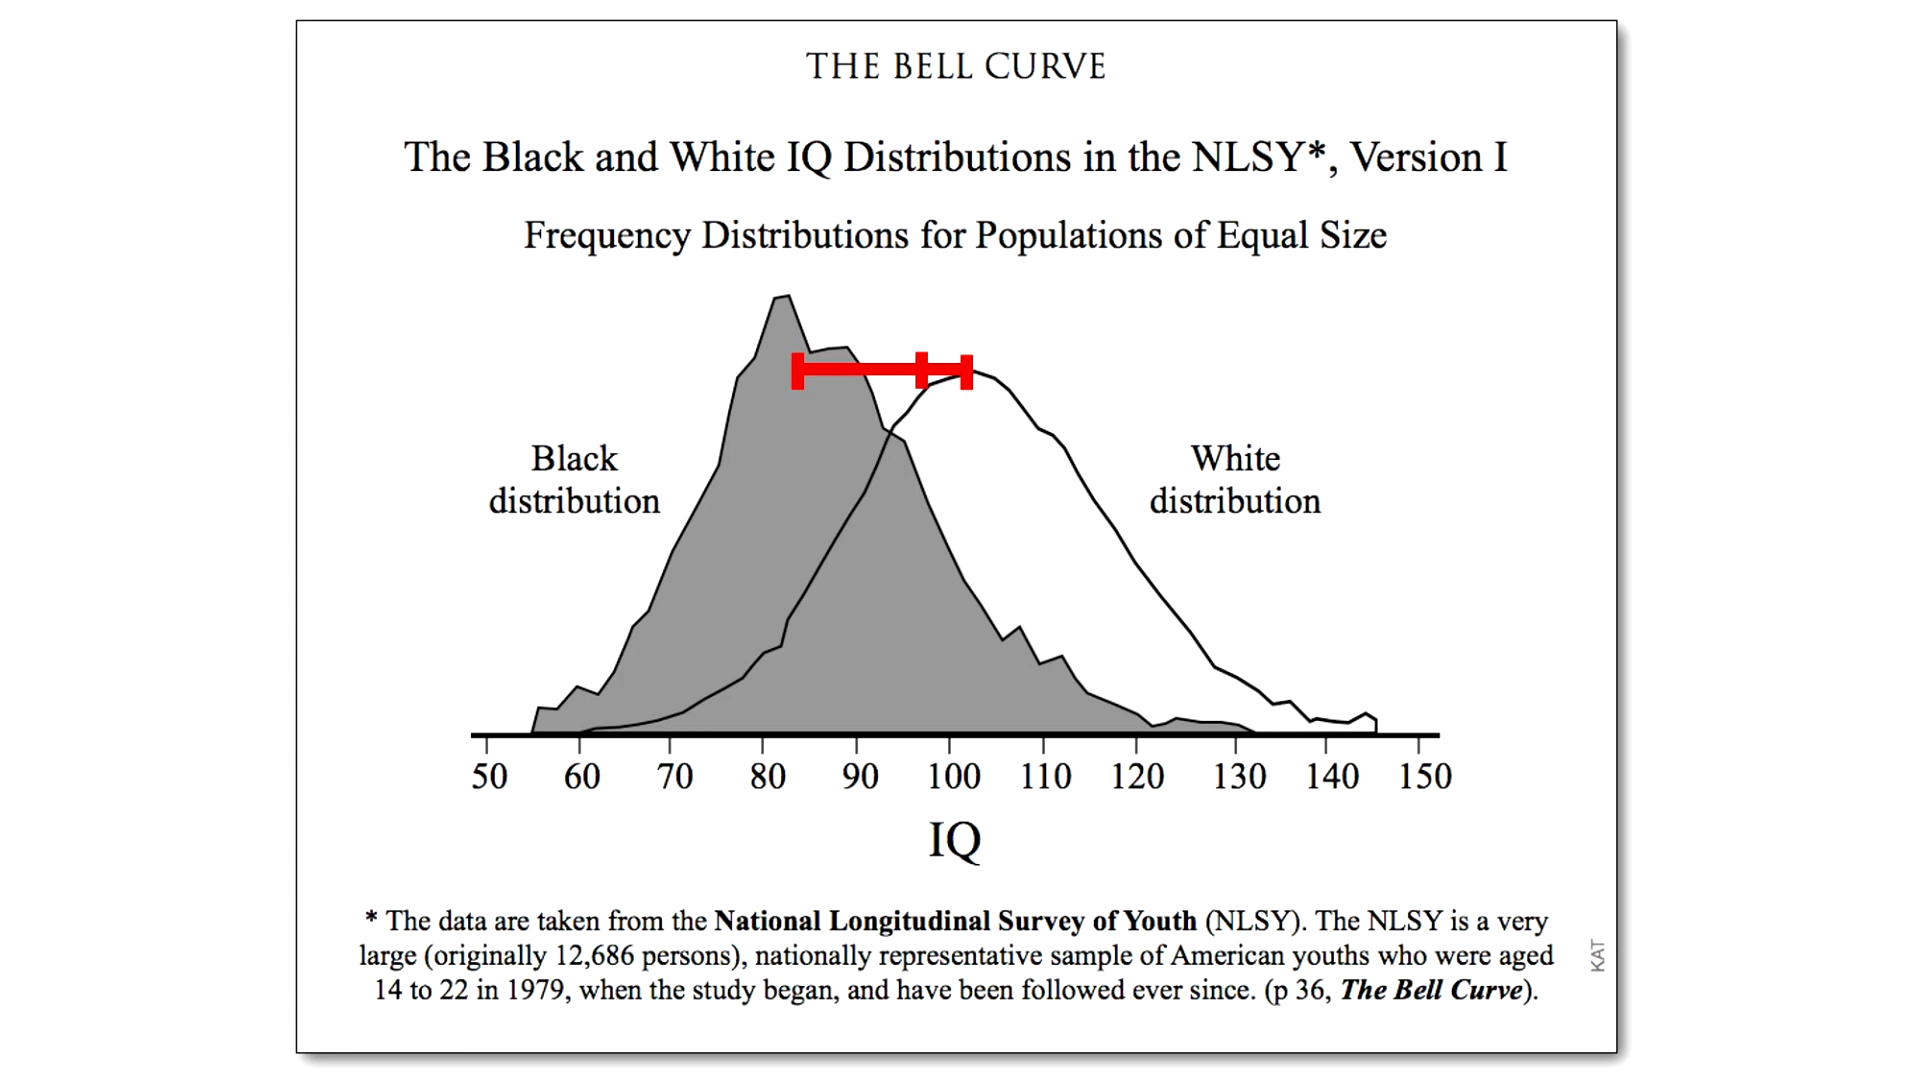 THE BELL CURVE
The Black and White IQ Distributions in the NLSY*, Version I
Frequency Distributions for Populations of Equal Size
Black
distribution
White
distribution
50 60 70 80 90 100 110 120 130 140 150
IQ
* The data are taken from the National Longitudinal Survey of Youth (NLSY). The NLSY is a very
large (originally 12,686 persons), nationally representative sample of American youths who were aged
14 to 22 in 1979, when the study began, and have been followed ever since. (p 36, The Bell Curve).
KAT